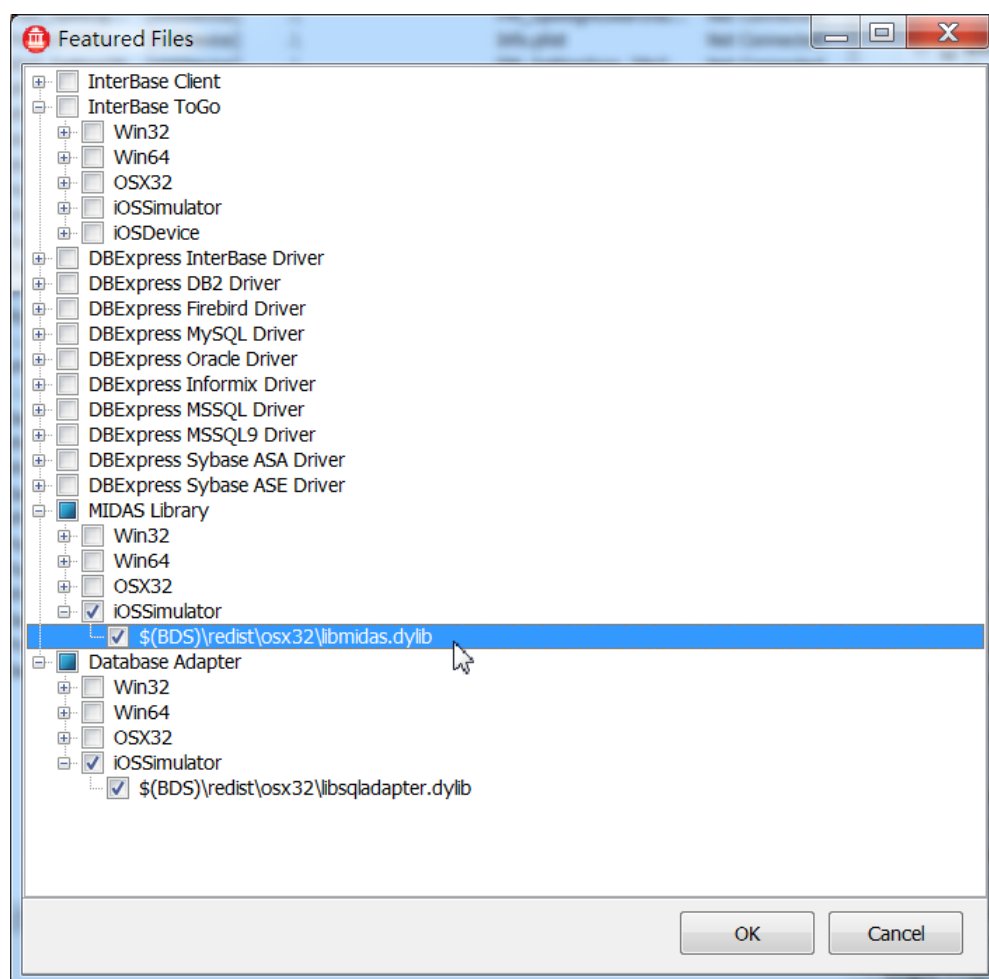 Featured Files
InterBase Client
InterBase ToGo
Win32
Win64
OSX32
iOSSimulator
iOSDevice
DBExpress InterBase Driver
DBExpress DB2 Driver
DBExpress Firebird Driver
DBExpress MySQL Driver
DBExpress Oracle Driver
DBExpress Informix Driver
DBExpress MSSQL Driver
DBExpress MSSQL9 Driver
DBExpress Sybase ASA Driver
DBExpress Sybase ASE Driver
MIDAS Library
Win32
Win64
OSX32
iOSSimulator
$(BDS)\redist\osx32\libmidas.dylib
Database Adapter
Win32
Win64
OSX32
iOSSimulator
$(BDS)\redist\osx32\libsqladapter.dylib
OK Cancel